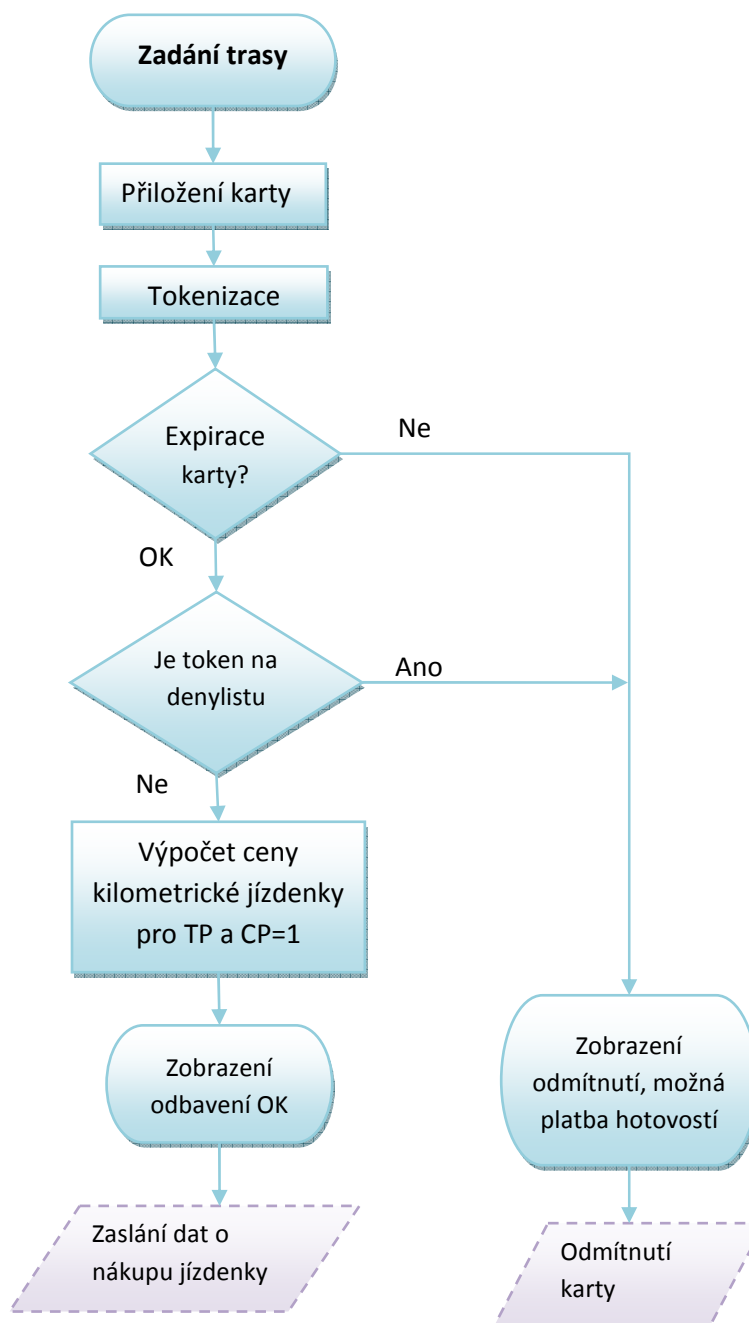 Zadání trasy
Přiložení karty
Tokenizace
Expirace
karty?
Ne
OK
Je token na
denylistu
Ano
Ne
Výpočet ceny
kilometrické jízdenky
pro TP a CP=1
Zobrazení
odbavení OK
Zobrazení
odmítnutí, možná
platba hotovostí
Zaslání dat o
nákupu jízdenky
Odmítnutí
karty